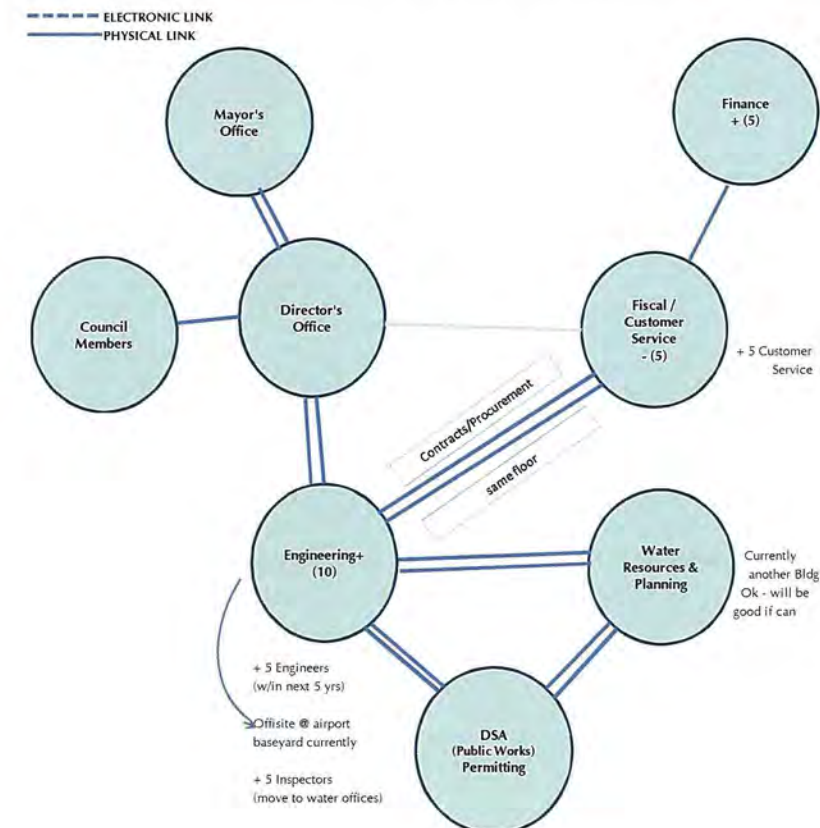 ELECTRONIC LINK
PHYSICAL LINK
Mayor's
Office
Finance
+ (5)
Council
Members
Director's
Office
Fiscal /
Customer
Service
- (5)
+ 5 Customer
Service
Contracts/Procurement
same floor
Engineering+
(10)
Water
Resources &
Planning
Currently
another Bldg
Ok - will be
good if can
+ 5 Engineers
(w/in next 5 yrs)
Offisite @ airport
baseyard currently
+ 5 Inspectors
(move to water offices)
DSA
(Public Works)
Permitting